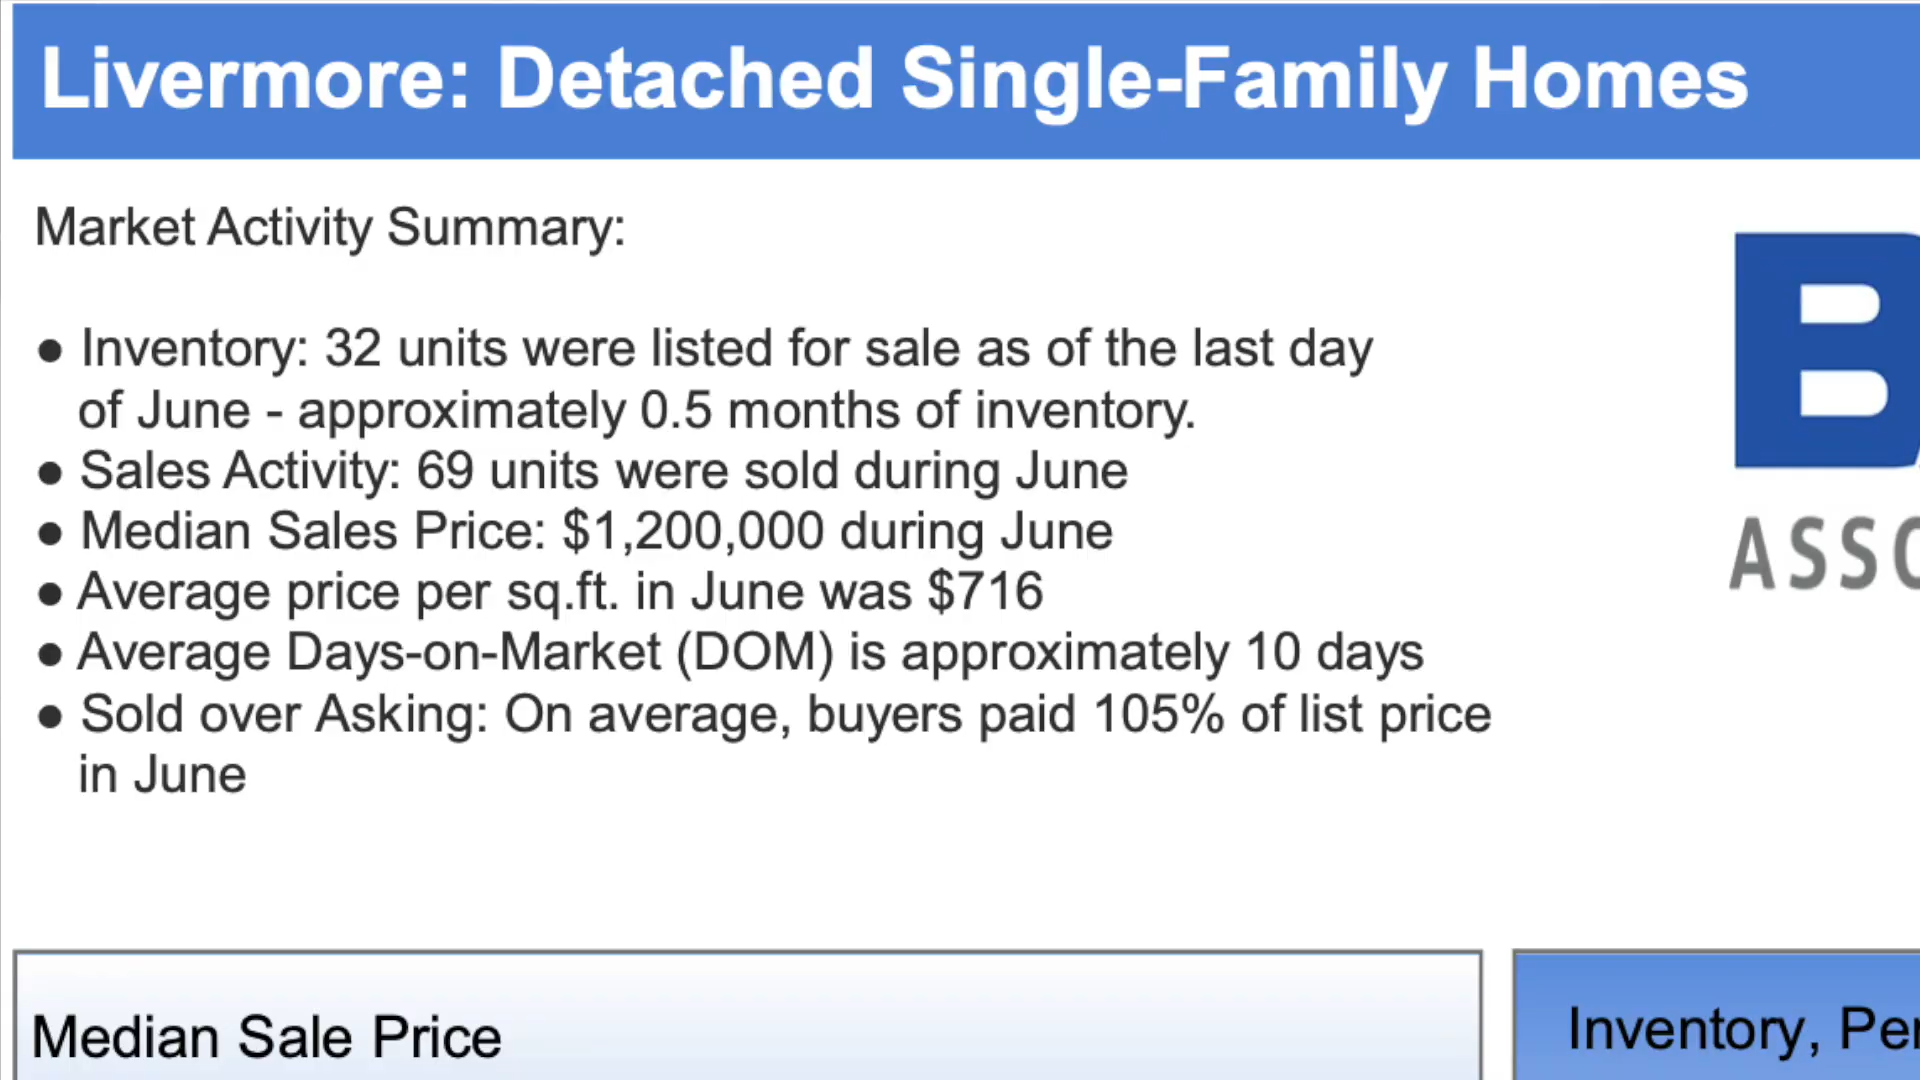 Livermore: Detached Single-Family Homes
Market Activity Summary:
● Inventory: 32 units were listed for sale as of the last day
of June - approximately 0.5 months of inventory.
● Sales Activity: 69 units were sold during June
● Median Sales Price: $1,200,000 during June
● Average price per sq.ft. in June was $716
● Average Days-on-Market (DOM) is approximately 10 days
● Sold over Asking: On average, buyers paid 105% of list price
in June
B
ASSO
Median Sale Price
Inventory, Pe